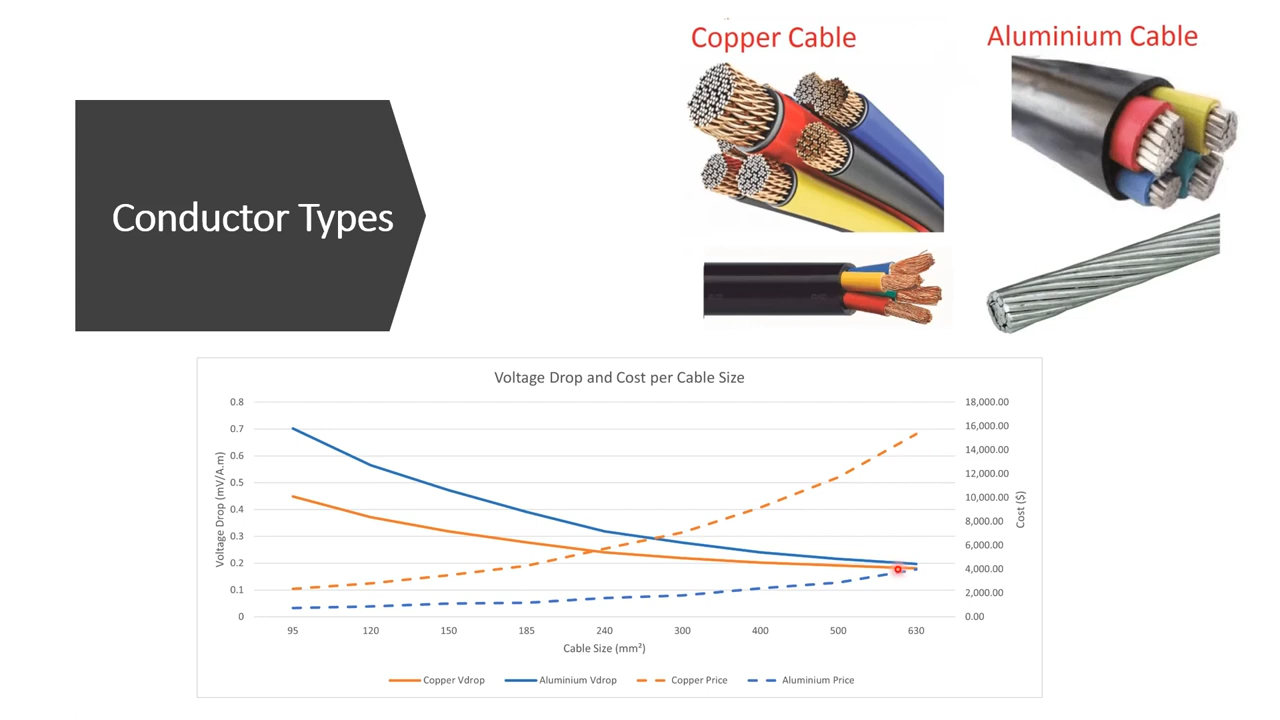 Copper Cable
Aluminium Cable
Conductor Types
Voltage Drop and Cost per Cable Size
Voltage Drop (mV/A.m)
0.8
0.7
0.6
0.5
0.4
0.3
0.2
0.1
0
18,000.00
16,000.00
14,000.00
12,000.00
10,000.00
8,000.00
6,000.00
4,000.00
2,000.00
0.00
Cost ($)
95 120 150 185 240 300 400 500 630
Cable Size (mm²)
Copper Vdrop Aluminium Vdrop Copper Price Aluminium Price